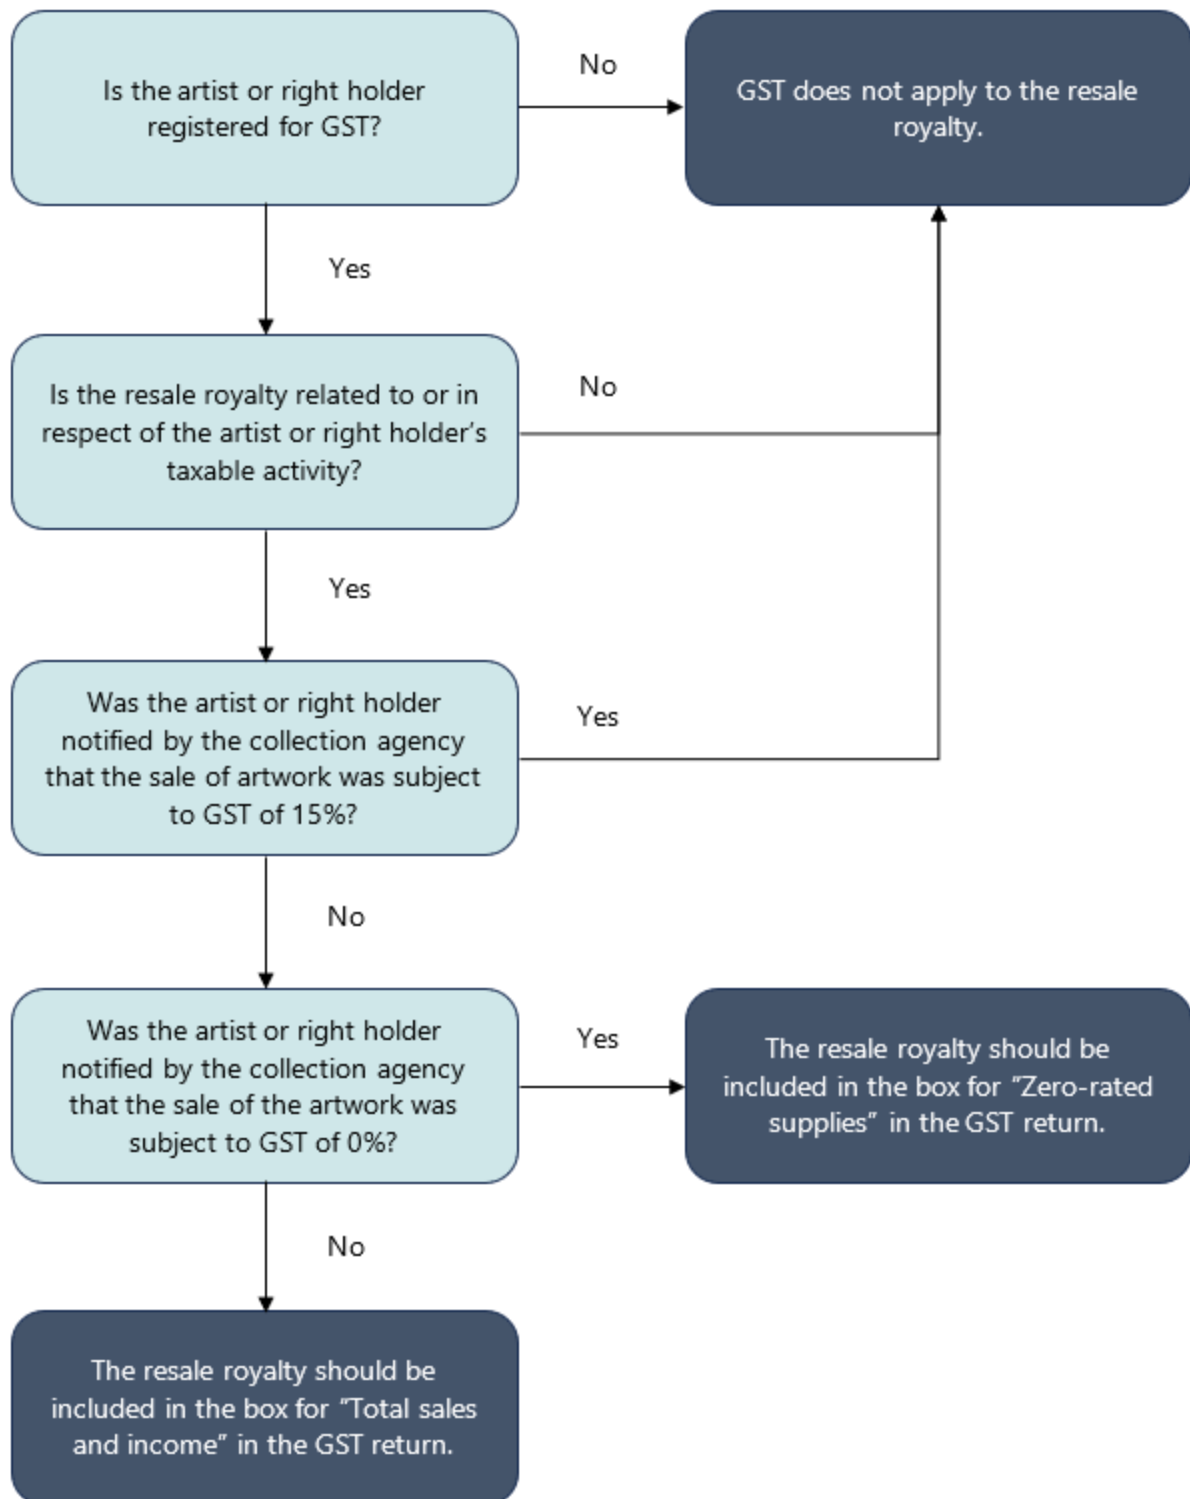 Is the artist or right holder
registered for GST?
No
GST does not apply to the resale
royalty.
Yes
Is the resale royalty related to or in
respect of the artist or right holder's
taxable activity?
No
Yes
Was the artist or right holder
notified by the collection agency
that the sale of artwork was subject
to GST of 15%?
Yes
No
Was the artist or right holder
notified by the collection agency
that the sale of the artwork was
subject to GST of 0%?
Yes
The resale royalty should be
included in the box for "Zero-rated
supplies" in the GST return.
No
The resale royalty should be
included in the box for "Total sales
and income" in the GST return.